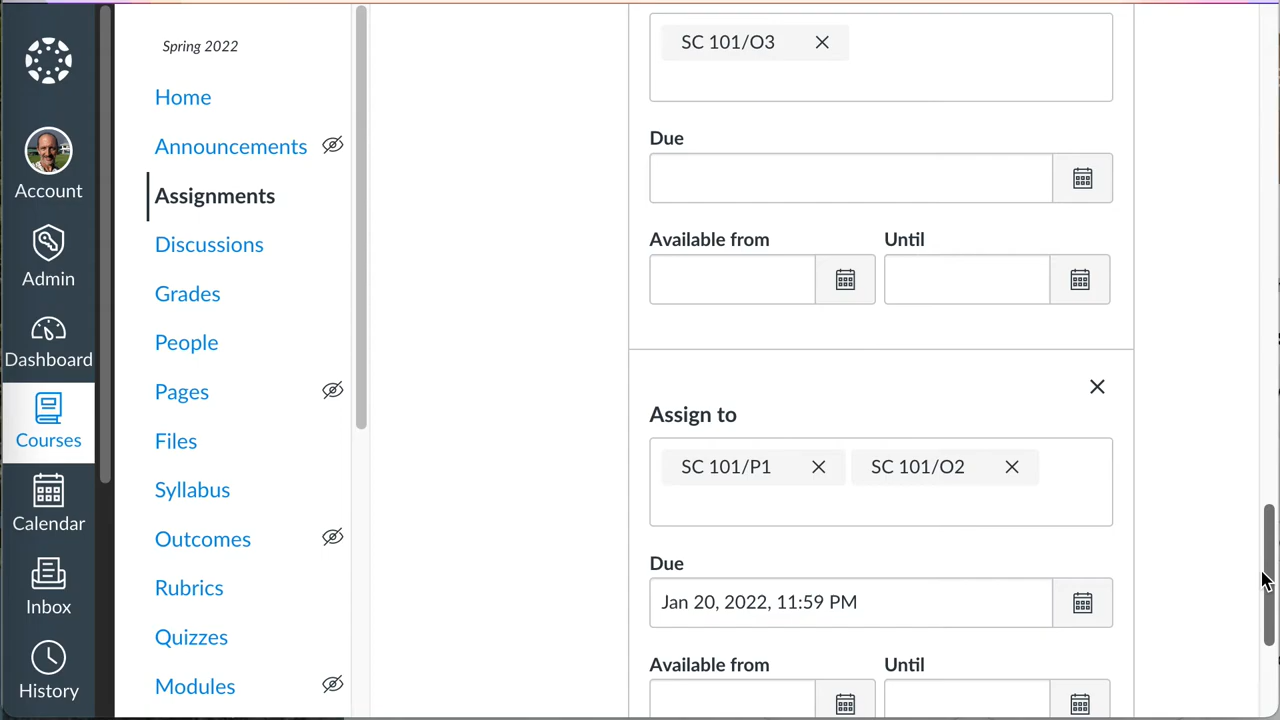 Spring 2022
Account
Admin
Dashboard
Courses
Calendar
Inbox
History
Home
Announcements
Assignments
Discussions
Grades
People
Pages
Files
Syllabus
Outcomes
Rubrics
Quizzes
Modules
SC 101/O3
Due
Available from Until
Assign to
SC 101/P1 SC 101/O2
Due
Jan 20, 2022, 11:59 PM
Available from Until